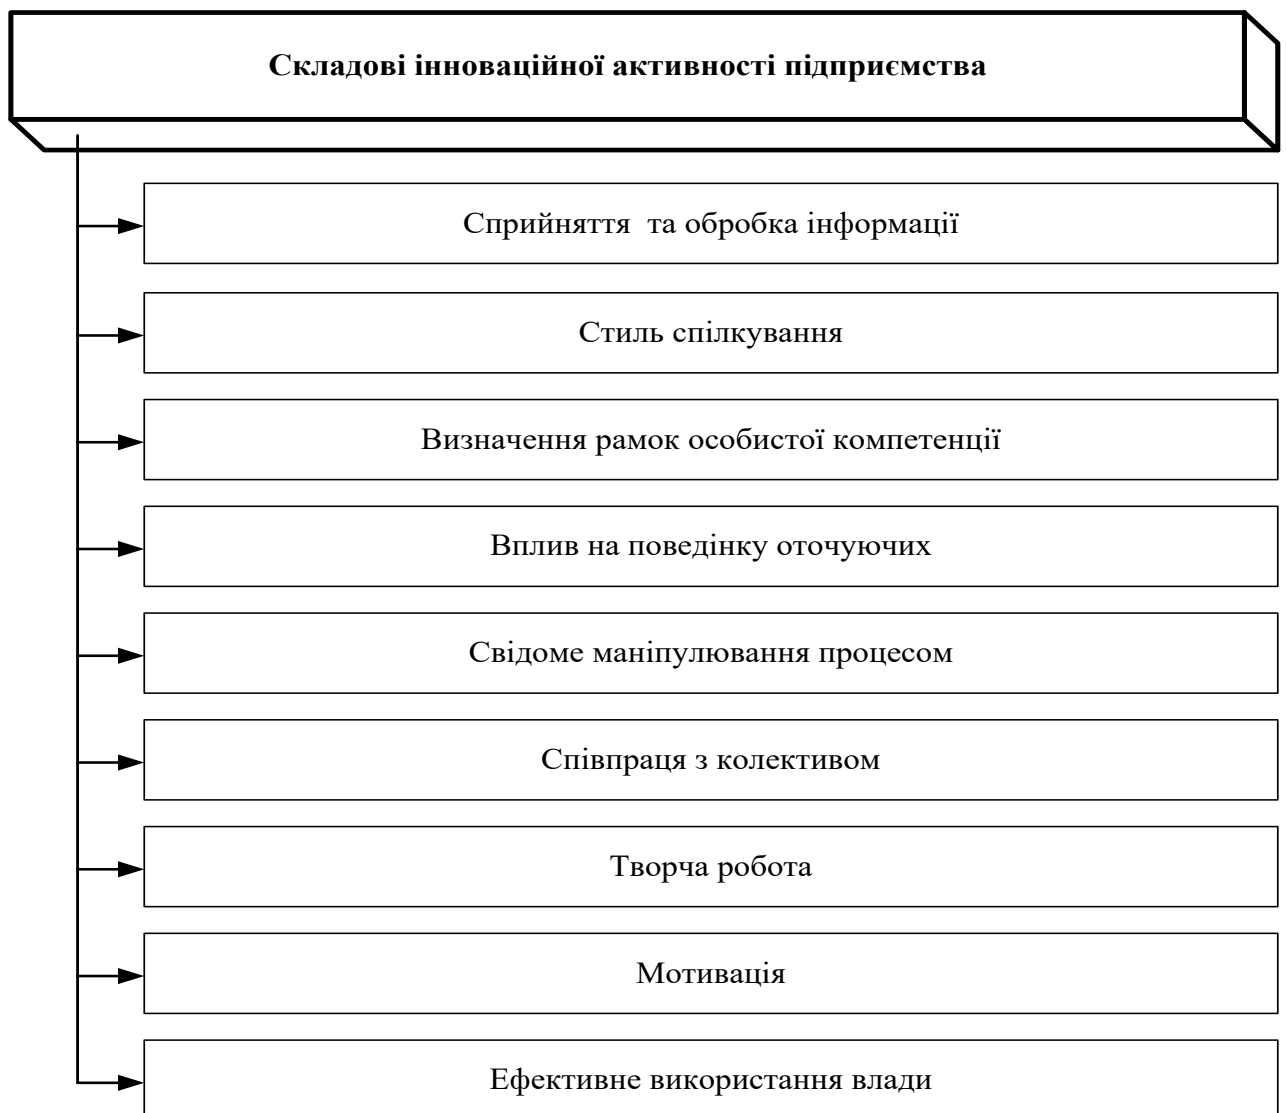 Складові інноваційної активності підприємства
Сприйняття та обробка інформації
Стиль спілкування
Визначення рамок особистої компетенції
Вплив на поведінку оточуючих
Свідоме маніпулювання процесом
Співпраця з колективом
Творча робота
Мотивація
Ефективне використання влади